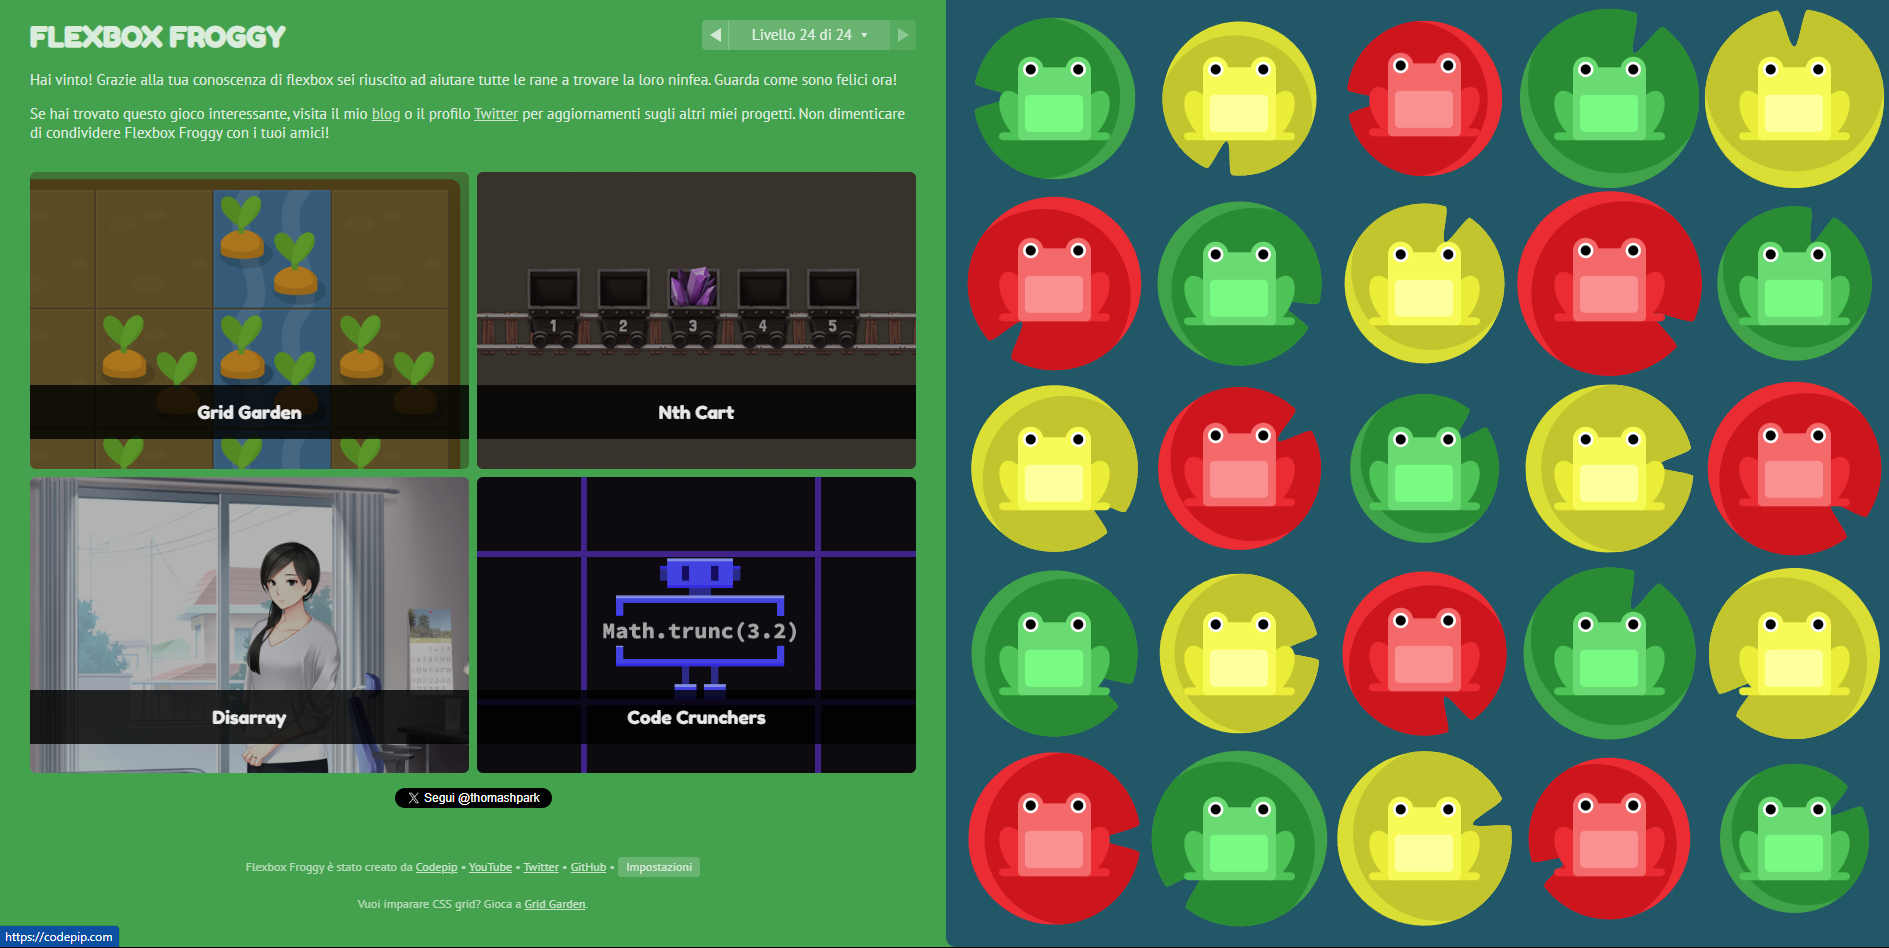 FLEXBOX FROGGY
Livello 24 di 24
Hai vinto! Grazie alla tua conoscenza di flexbox sei riuscito ad aiutare tutte le rane a trovare la loro ninfea. Guarda come sono felici ora!
Se hai trovato questo gioco interessante, visita il mio blog o il profilo Twitter per aggiornamenti sugli altri miei progetti. Non dimenticare
di condividere Flexbox Froggy con i tuoi amici!
Grid Garden
1 2 3 4 5
Nth Cart
Disarray
Math.trunc(3.2)
Code Crunchers
X Segui @thomashpark
Flexbox Froggy è stato creato da Codepip • YouTube • Twitter • GitHub • Impostazioni
Vuoi imparare CSS grid? Gioca a Grid Garden.
https://codepip.com